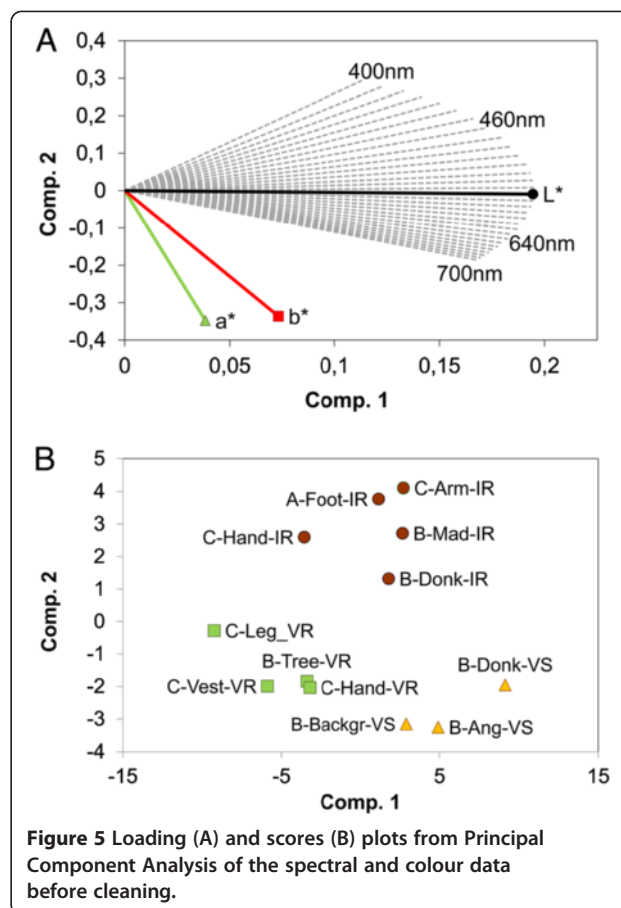 A
0,4
0,3
0,2
0,1
0
-0,1
-0,2
-0,3
-0,4
Comp. 2
400nm
460nm
L*
640nm
700nm
a*
b*
0
0,05
0,1
0,15
0,2
Comp. 1
B
5
4
3
2
1
0
-1
-2
-3
-4
Comp. 2
C-Arm-IR
A-Foot-IR
C-Hand-IR
B-Mad-IR
B-Donk-IR
C-Leg_VR
B-Tree-VR
C-Vest-VR
C-Hand-VR
B-Donk-VS
B-Backgr-VS
B-Ang-VS
-15
-5
5
15
Comp. 1
Figure 5 Loading (A) and scores (B) plots from Principal
Component Analysis of the spectral and colour data
before cleaning.